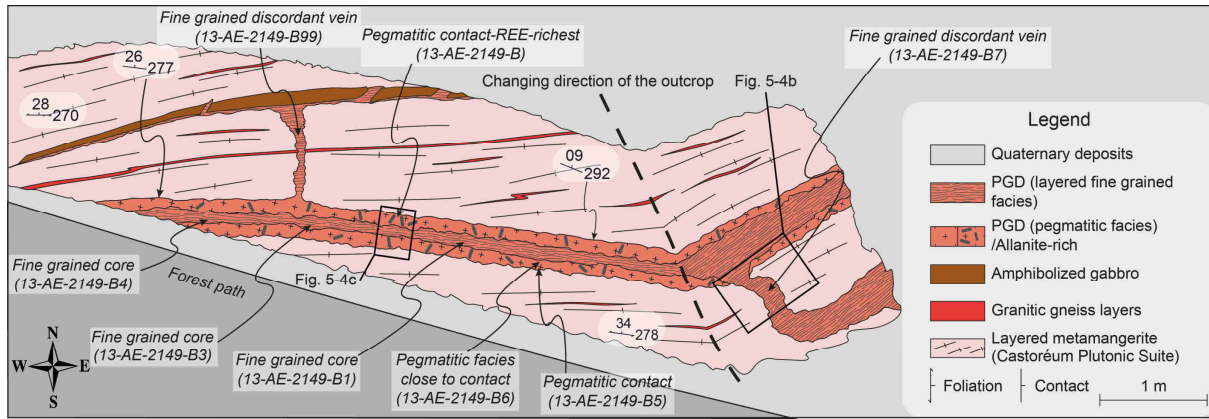 Fine grained discordant vein
(13-AE-2149-B99)
Pegmatitic contact-REE-richest
(13-AE-2149-B)
Fine grained discordant vein
(13-AE-2149-B7)
Changing direction of the outcrop
Fig. 5-4b
26
277
28
270
09
292
34
278
Fig. 5-4c
Forest path
Fine grained core
(13-AE-2149-B4)
Fine grained core
(13-AE-2149-B3)
Fine grained core
(13-AE-2149-B1)
Pegmatitic facies
close to contact
(13-AE-2149-B6)
Pegmatitic contact
(13-AE-2149-B5)
N
W
E
S
Legend
Quaternary deposits
PGD (layered fine grained
facies)
PGD (pegmatitic facies)
/Allanite-rich
Amphibolized gabbro
Granitic gneiss layers
Layered metamangerite
(Castoréum Plutonic Suite)
Foliation
Contact
1 m